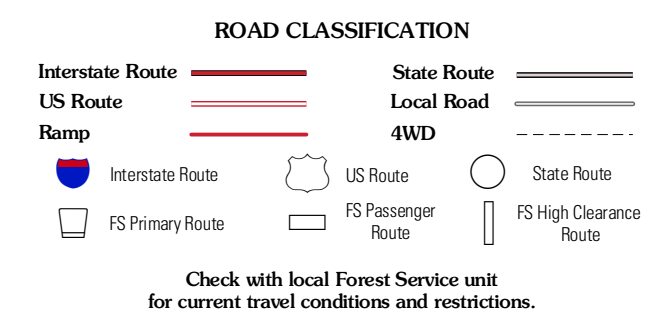 ROAD CLASSIFICATION
Interstate Route
State Route
US Route
Local Road
Ramp
4WD
Interstate Route
US Route
State Route
FS Primary Route
FS Passenger
Route
FS High Clearance
Route
Check with local Forest Service unit
for current travel conditions and restrictions.